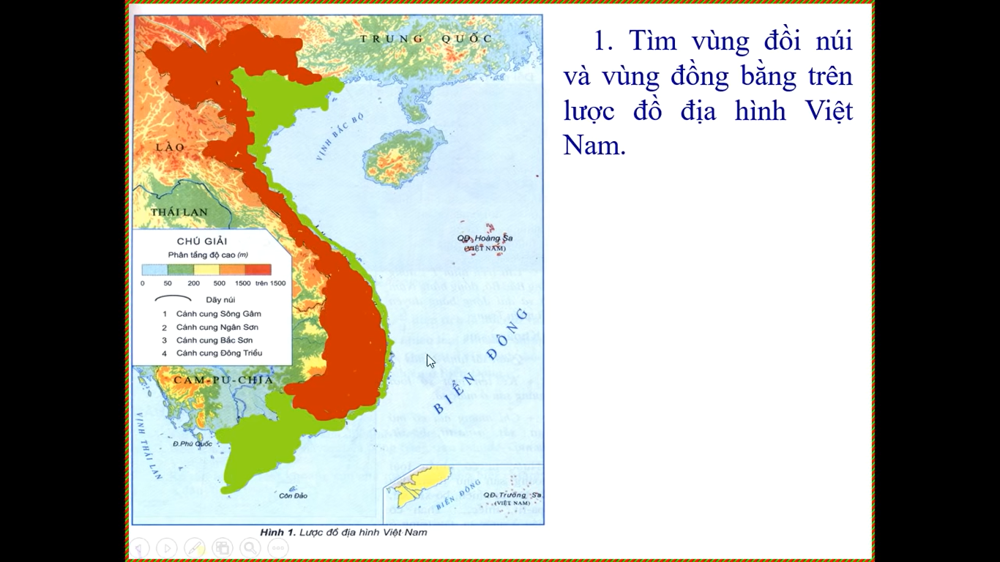 1. Tìm vùng đồi núi
và vùng đồng bằng trên
lược đồ địa hình Việt
Nam.
TRUNG QUỐC
VỊNH BẮC BỘ
LÀO
THÁI LAN
QĐ. Hoàng Sa
(VIỆT NAM)
CHÚ GIẢI
Phân tầng độ cao (m)
0 50 200 500 1500 trên 1500
Dãy núi
1 Cánh cung Sông Gâm
2 Cánh cung Ngân Sơn
3 Cánh cung Bắc Sơn
4 Cánh cung Đông Triều
BIỂN ĐÔNG
CAM-PU-CHIA
VỊNH THÁI LAN
Đ.Phú Quốc
Côn Đảo
BIỂN ĐÔNG
QĐ. Trường Sa
(VIỆT NAM)
Hình 1. Lược đồ địa hình Việt Nam